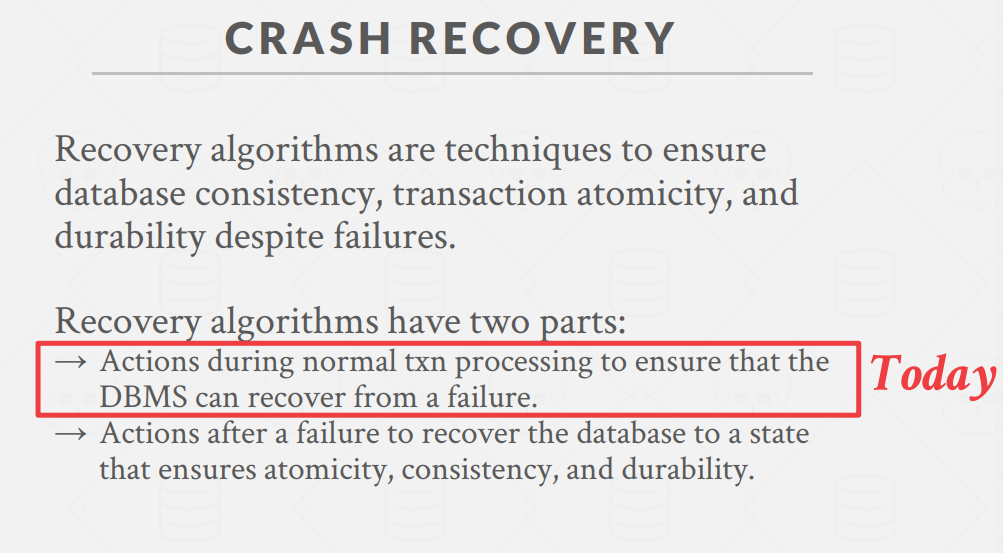 CRASH RECOVERY
Recovery algorithms are techniques to ensure
database consistency, transaction atomicity, and
durability despite failures.
Recovery algorithms have two parts:
→ Actions during normal txn processing to ensure that the
DBMS can recover from a failure.
Today
→ Actions after a failure to recover the database to a state
that ensures atomicity, consistency, and durability.